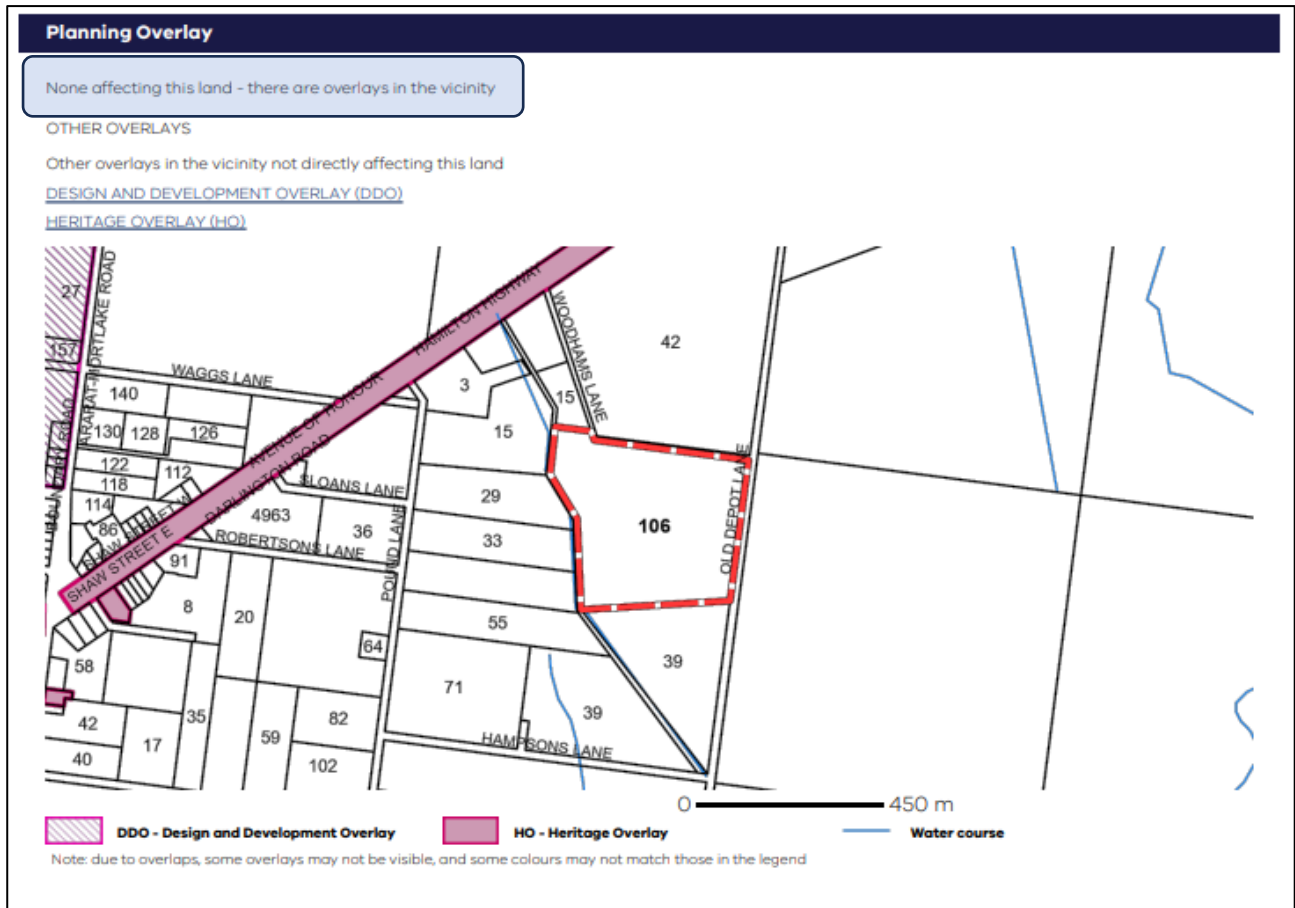 Planning Overlay
None affecting this land - there are overlays in the vicinity
OTHER OVERLAYS
Other overlays in the vicinity not directly affecting this land
DESIGN AND DEVELOPMENT OVERLAY (DDO)
HERITAGE OVERLAY (HO)
27
ARARAT-MORTLAKE ROAD
157
HAMILTON HIGHWAY
WOODHAMS LANE
42
WAGGS LANE
AVENUE OF HONOUR
3
140
15
130
128
126
15
122
112
118
DARLINGTON ROAD
SLOANS LANE
29
114
4963
36
106
OLD DEPOT LANE
86
SHAW STREET W
ROBERTSONS LANE
POUND LANE
33
91
SHAW STREET E
8
20
55
64
39
58
71
35
39
42
17
59
82
HAMPSONS LANE
40
102
0
450 m
DDO - Design and Development Overlay
HO - Heritage Overlay
Water course
Note: due to overlaps, some overlays may not be visible, and some colours may not match those in the legend